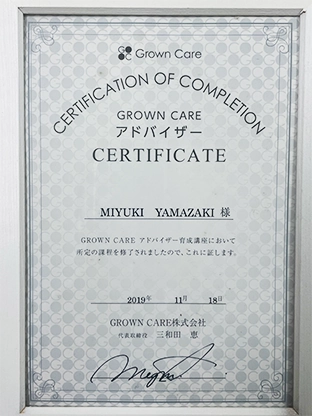 Grown Care
CERTIFICATION OF COMPLETION
GROWN CARE
アドバイザー
CERTIFICATE
MIYUKI YAMAZAKI 様
GROWN CARE アドバイザー育成講座において
所定の課程を修了されましたので、これに証します。
2019年 11月 18日
GROWN CARE株式会社
代表取締役 三和田 恵